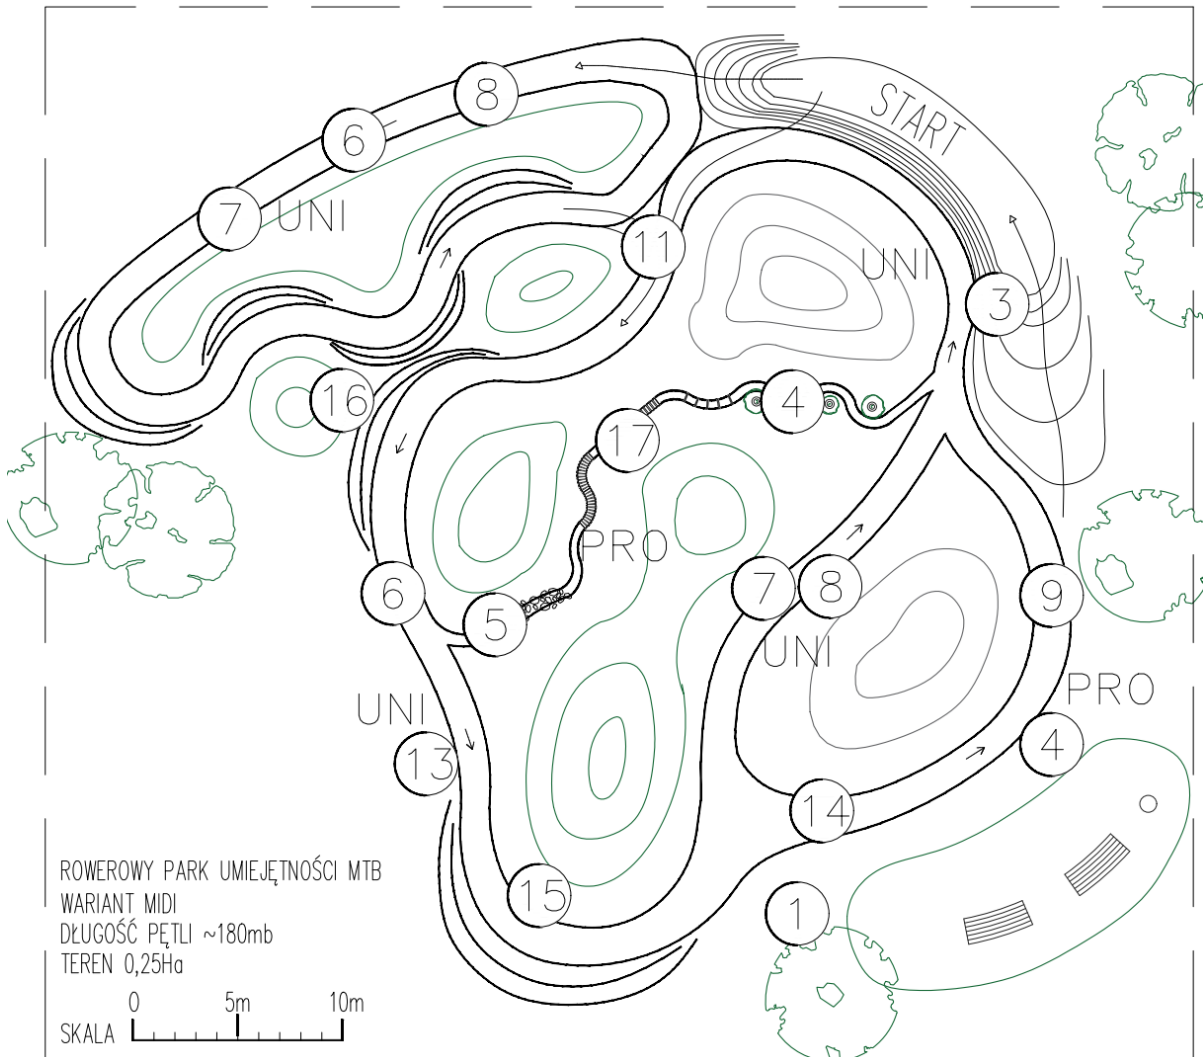 8
START
6
7
UNI
11
UNI
3
16
4
17
PRO
6
7
8
9
5
UNI
PRO
UNI
13
4
14
15
1
ROWEROWY PARK UMIEJĘTNOŚCI MTB
WARIANT MIDI
DŁUGOŚĆ PĘTLI ~180mb
TEREN 0,25Ha
0 5m 10m
SKALA